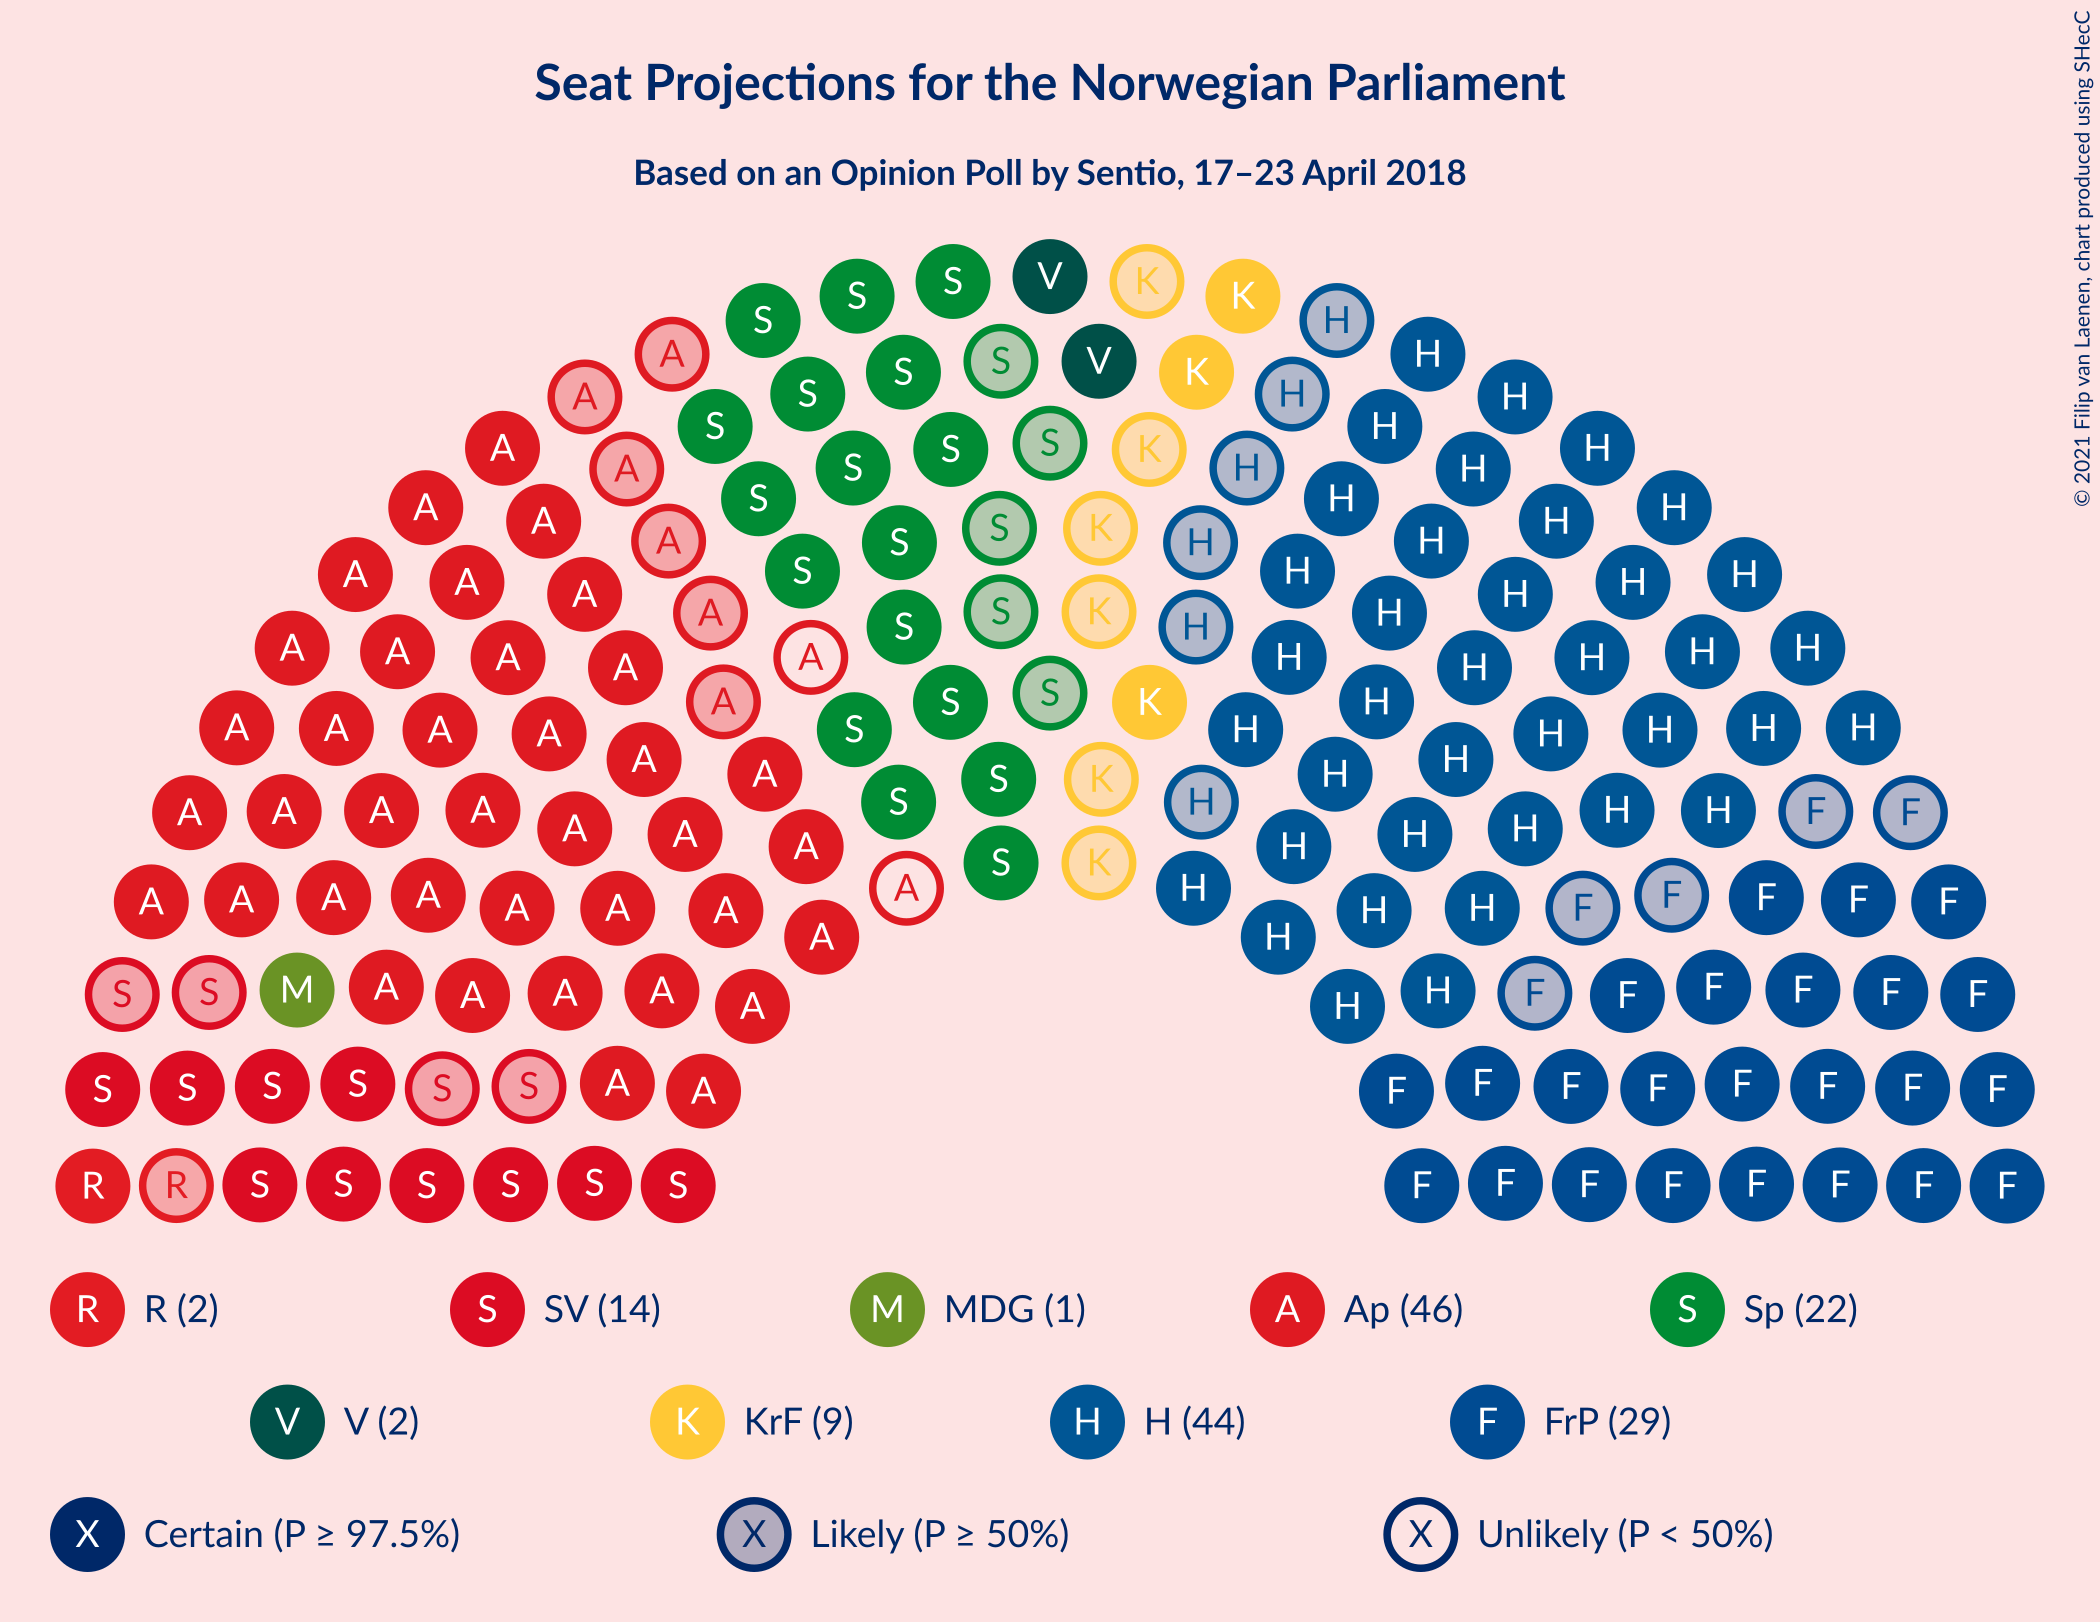 Seat Projections for the Norwegian Parliament
Based on an Opinion Poll by Sentio, 17–23 April 2018
© 2021 Filip van Laenen, chart produced using SHecC
S S S V K K H
A S S V K H H
A S S S S K H H H
A A S S S K H H H H
A A A S S S K H H H H
A A A A S S K H H H H H
A A A A A A S S K H H H H H H
A A A A A S S S K H H H H H H
A A A A A A S S K H H H H H H H
A A A A A A A S K H H H H H F F
A A A A A A A A A H H H H F F F F F
S S M A A A A A H H F F F F F F
S S S S S S A A F F F F F F F F
R R S S S S S S F F F F F F F F
R R (2) S SV (14) M MDG (1) A Ap (46) S Sp (22)
V V (2) K KrF (9) H H (44) F FrP (29)
X Certain (P ≥ 97.5%) X Likely (P ≥ 50%) X Unlikely (P < 50%)